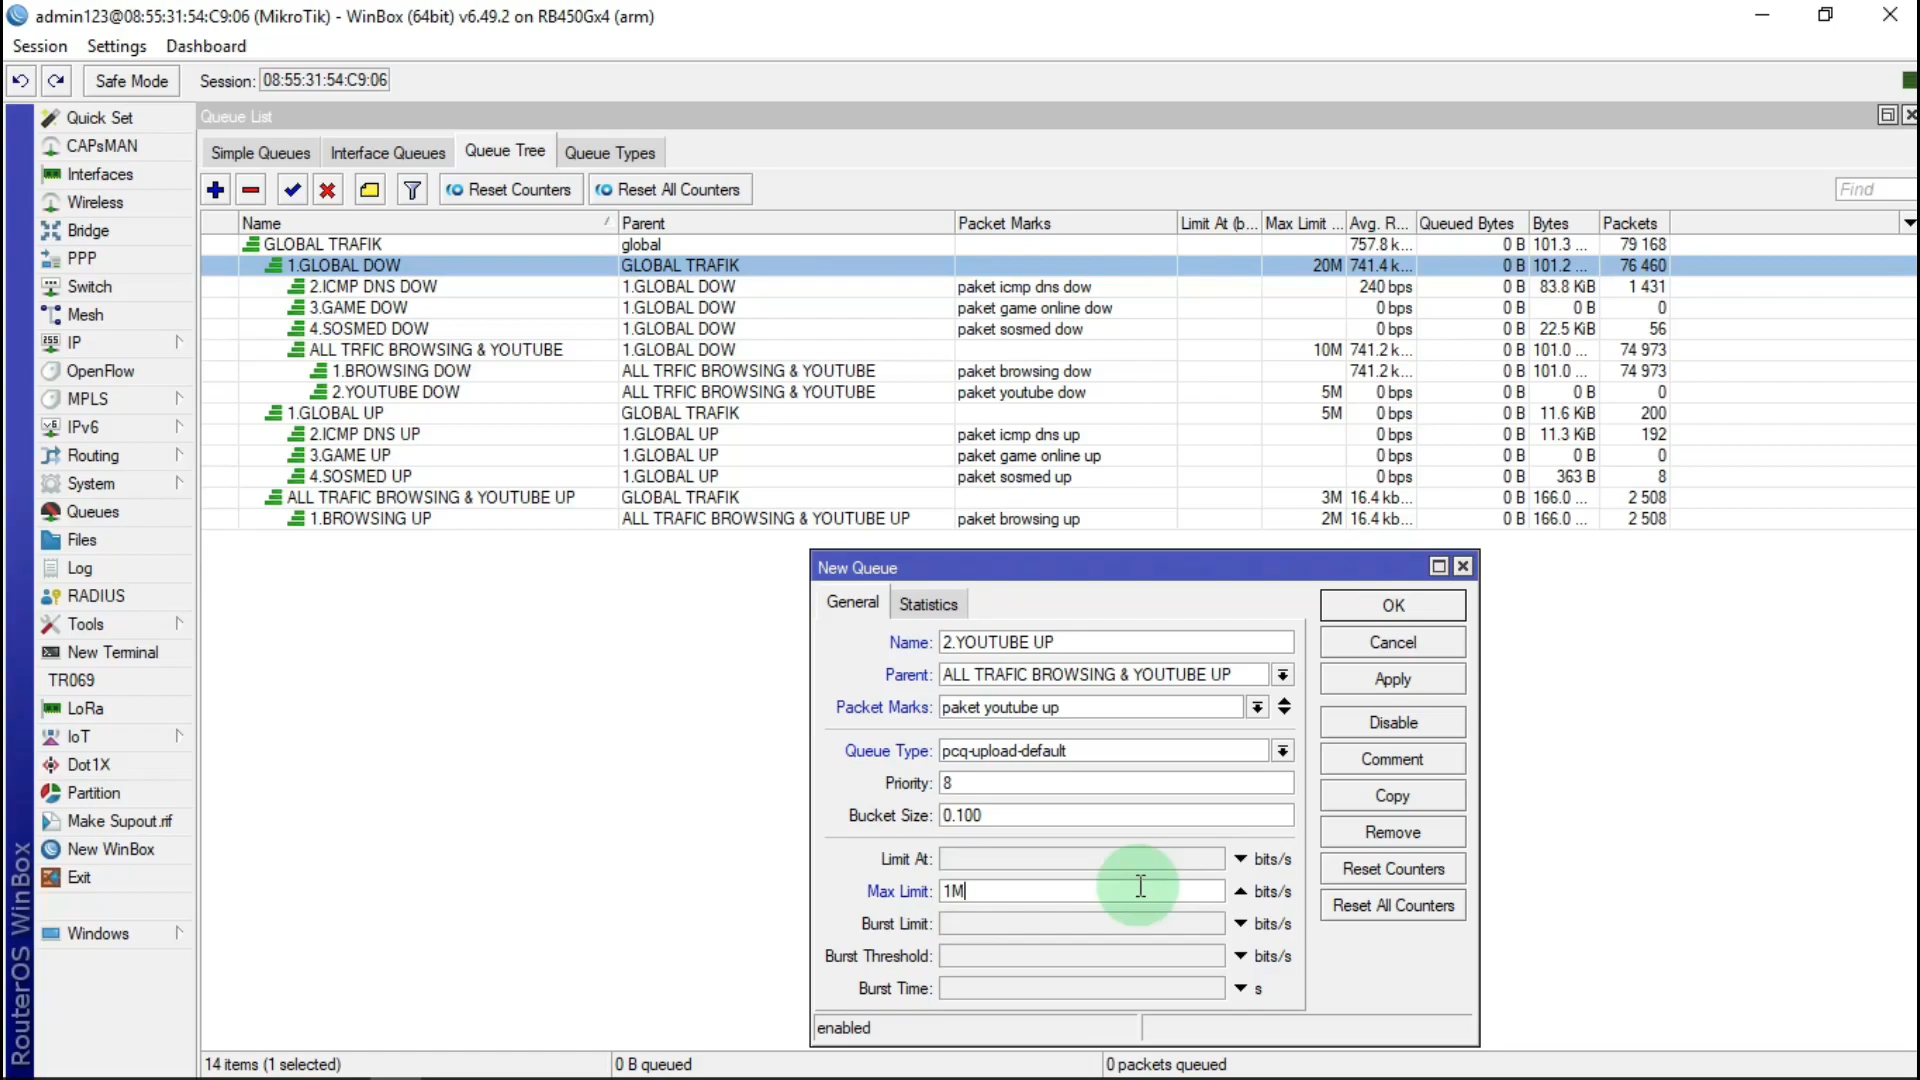 admin123@08:55:31:54:C9:06 (MikroTik) - WinBox (64bit) v6.49.2 on RB450Gx4 (arm)
Session Settings Dashboard
Safe Mode Session: 08:55:31:54:C9:06
Quick Set
CAPsMAN
Interfaces
Wireless
Bridge
PPP
Switch
Mesh
IP
OpenFlow
MPLS
IPv6
Routing
System
Queues
Files
Log
RADIUS
Tools
New Terminal
TR069
LoRa
IoT
Dot1X
Partition
Make Supout.rif
New WinBox
Exit
Windows
RouterOS WinBox
Queue List
Simple Queues Interface Queues Queue Tree Queue Types
Reset Counters Reset All Counters Find
Name Parent Packet Marks Limit At (b... Max Limit ... Avg. R... Queued Bytes Bytes Packets
GLOBAL TRAFIK global 757.8 k... 0 B 101.3 ... 79 168
1.GLOBAL DOW GLOBAL TRAFIK 20M 741.4 k... 0 B 101.2 ... 76 460
2.ICMP DNS DOW 1.GLOBAL DOW paket icmp dns dow 240 bps 0 B 83.8 KiB 1 431
3.GAME DOW 1.GLOBAL DOW paket game online dow 0 bps 0 B 0 B 0
4.SOSMED DOW 1.GLOBAL DOW paket sosmed dow 0 bps 0 B 22.5 KiB 56
ALL TRFIC BROWSING & YOUTUBE 1.GLOBAL DOW 10M 741.2 k... 0 B 101.0 ... 74 973
1.BROWSING DOW ALL TRFIC BROWSING & YOUTUBE paket browsing dow 741.2 k... 0 B 101.0 ... 74 973
2.YOUTUBE DOW ALL TRFIC BROWSING & YOUTUBE paket youtube dow 5M 0 bps 0 B 0 B 0
1.GLOBAL UP GLOBAL TRAFIK 5M 0 bps 0 B 11.6 KiB 200
2.ICMP DNS UP 1.GLOBAL UP paket icmp dns up 0 bps 0 B 11.3 KiB 192
3.GAME UP 1.GLOBAL UP paket game online up 0 bps 0 B 0 B 0
4.SOSMED UP 1.GLOBAL UP paket sosmed up 0 bps 0 B 363 B 8
ALL TRAFIC BROWSING & YOUTUBE UP GLOBAL TRAFIK 3M 16.4 kb... 0 B 166.0 ... 2 508
1.BROWSING UP ALL TRAFIC BROWSING & YOUTUBE UP paket browsing up 2M 16.4 kb... 0 B 166.0 ... 2 508
New Queue
General Statistics
Name: 2.YOUTUBE UP
Parent: ALL TRAFIC BROWSING & YOUTUBE UP
Packet Marks: paket youtube up
Queue Type: pcq-upload-default
Priority: 8
Bucket Size: 0.100
Limit At: bits/s
Max Limit: 1M bits/s
Burst Limit: bits/s
Burst Threshold: bits/s
Burst Time: s
enabled
OK
Cancel
Apply
Disable
Comment
Copy
Remove
Reset Counters
Reset All Counters
14 items (1 selected) 0 B queued 0 packets queued